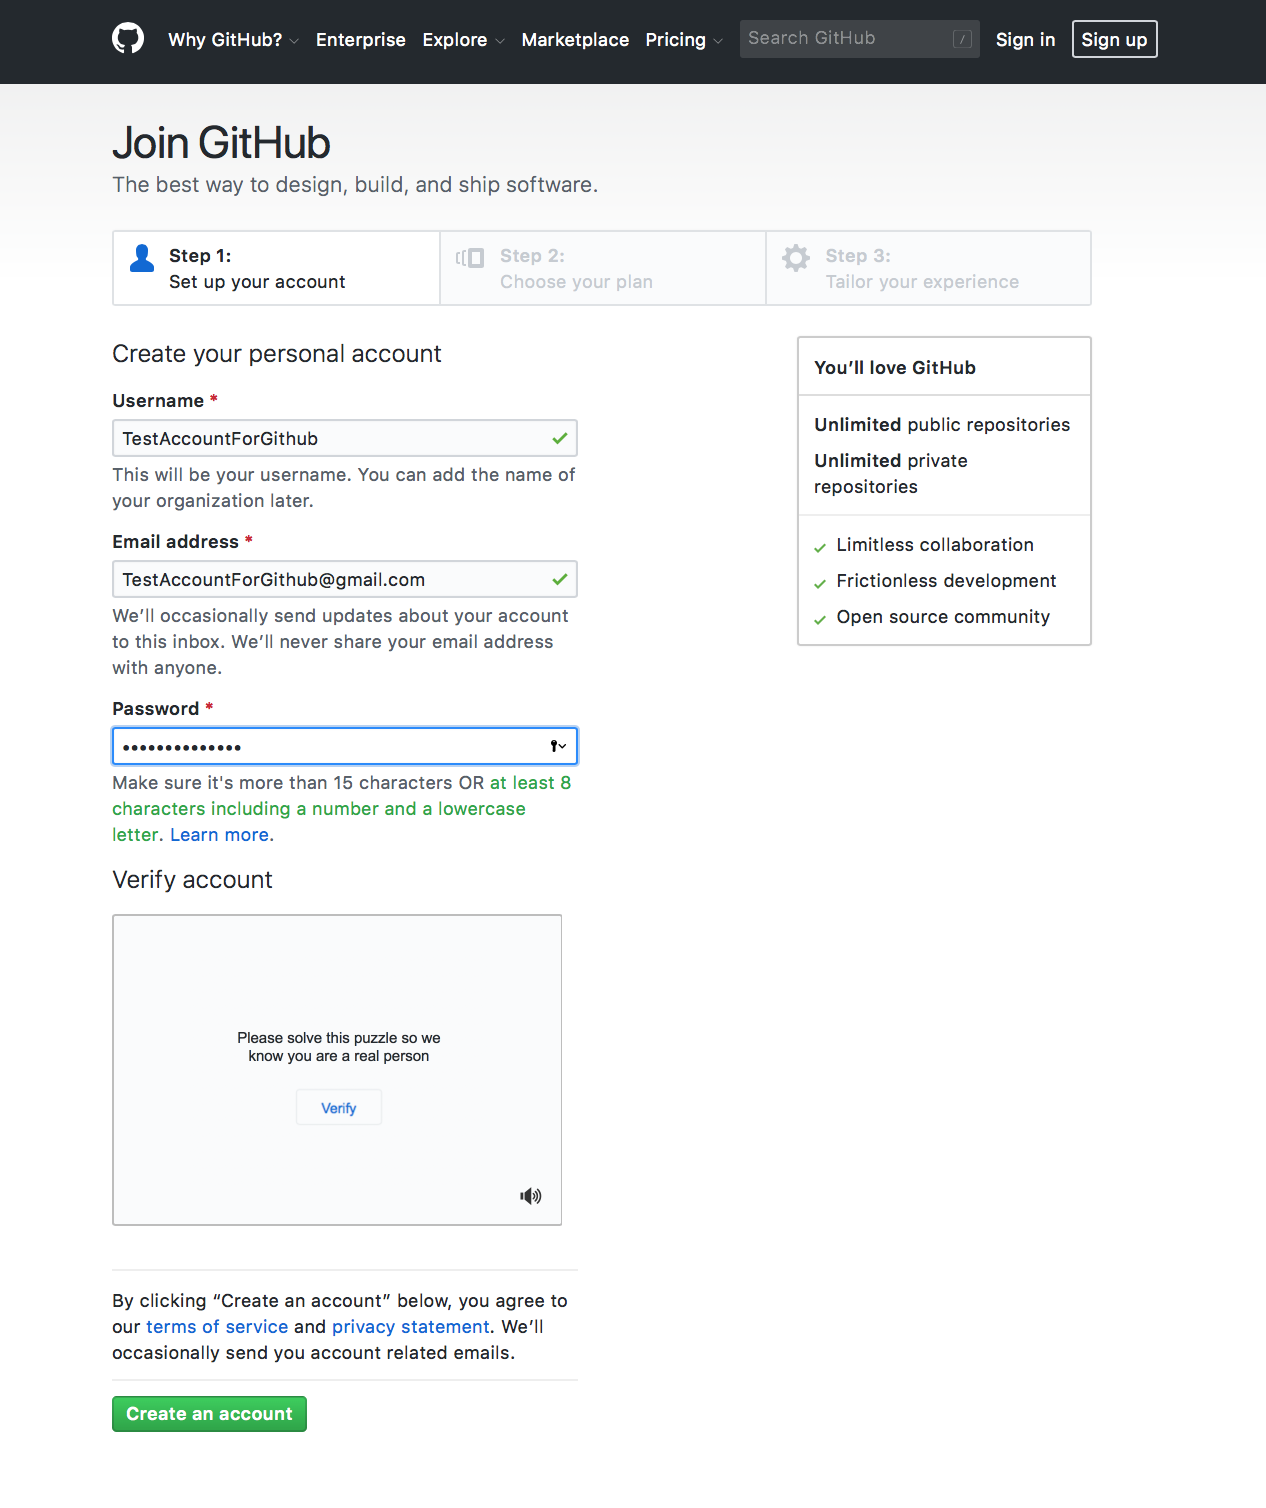 Why GitHub? Enterprise Explore Marketplace Pricing Search GitHub / Sign in Sign up
Join GitHub
The best way to design, build, and ship software.
Step 1:
Set up your account
Step 2:
Choose your plan
Step 3:
Tailor your experience
Create your personal account
Username *
TestAccountForGithub
This will be your username. You can add the name of
your organization later.
Email address *
TestAccountForGithub@gmail.com
We’ll occasionally send updates about your account
to this inbox. We’ll never share your email address
with anyone.
Password *
••••••••••••••
Make sure it's more than 15 characters OR at least 8
characters including a number and a lowercase
letter. Learn more.
Verify account
Please solve this puzzle so we
know you are a real person
Verify
By clicking “Create an account” below, you agree to
our terms of service and privacy statement. We’ll
occasionally send you account related emails.
Create an account
You’ll love GitHub
Unlimited public repositories
Unlimited private
repositories
Limitless collaboration
Frictionless development
Open source community